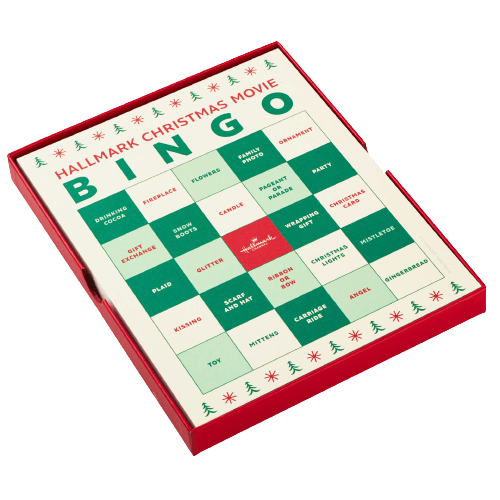 HALLMARK CHRISTMAS MOVIE
BINGO
DRINKING
COCOA
FIREPLACE
FLOWERS
FAMILY
PHOTO
ORNAMENT
GIFT
EXCHANGE
SNOW
BOOTS
CANDLE
PAGEANT
OR
PARADE
PARTY
PLAID
GLITTER
Hallmark
WRAPPING
GIFT
CHRISTMAS
CARD
KISSING
SCARF
AND HAT
RIBBON
OR
BOW
CHRISTMAS
LIGHTS
MISTLETOE
TOY
MITTENS
CARRIAGE
RIDE
ANGEL
GINGERBREAD